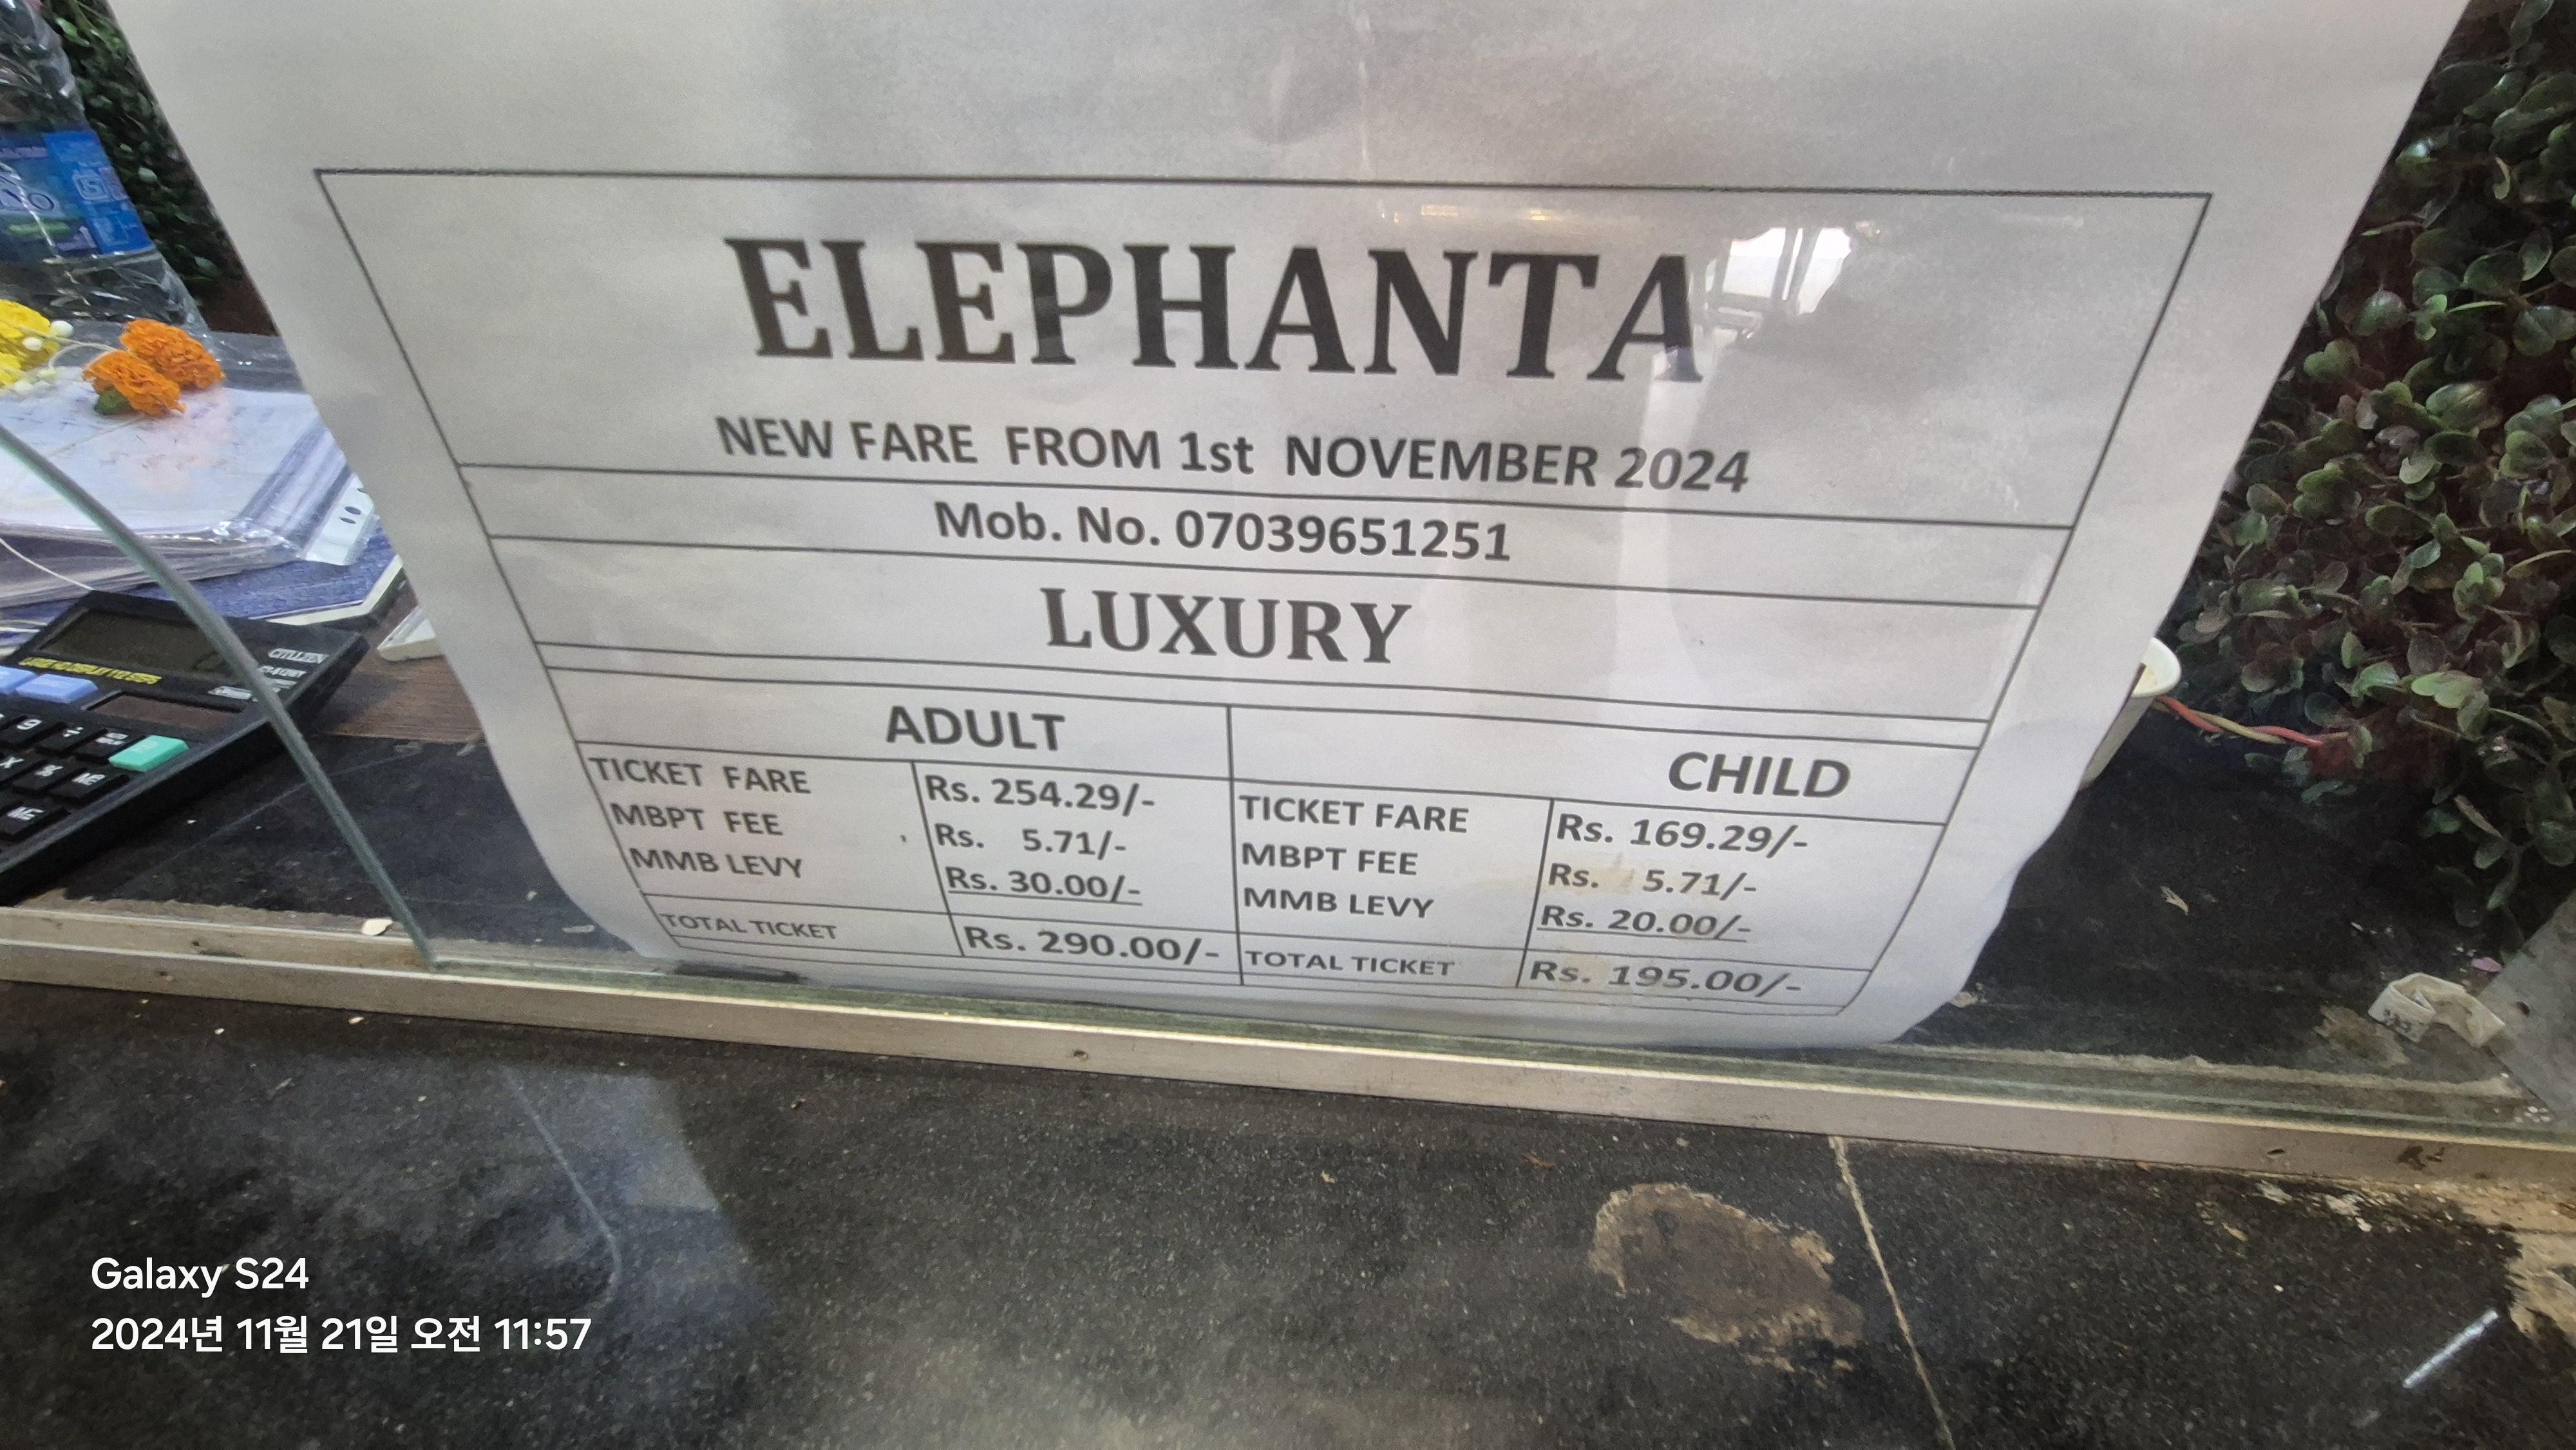 ELEPHANTA
NEW FARE FROM 1st NOVEMBER 2024
Mob. No. 07039651251
LUXURY
ADULT
TICKET FARE Rs. 254.29/-
MBPT FEE Rs. 5.71/-
MMB LEVY Rs. 30.00/-
TOTAL TICKET Rs. 290.00/-
CHILD
TICKET FARE Rs. 169.29/-
MBPT FEE Rs. 5.71/-
MMB LEVY Rs. 20.00/-
TOTAL TICKET Rs. 195.00/-
CITIZEN
Galaxy S24
2024년 11월 21일 오전 11:57